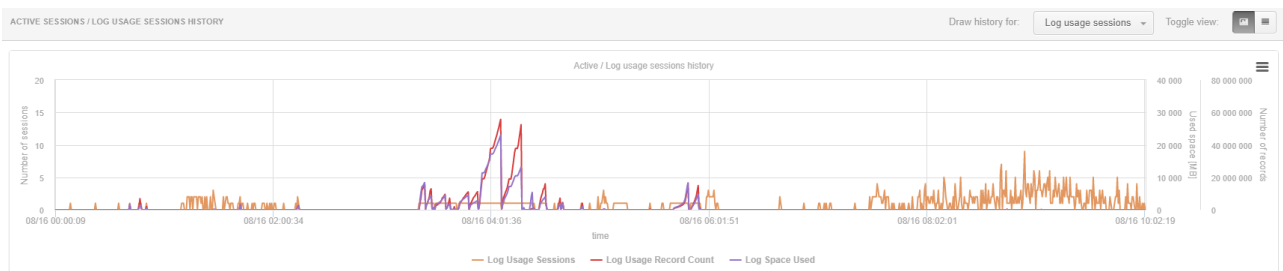 ACTIVE SESSIONS / LOG USAGE SESSIONS HISTORY
Draw history for: Log usage sessions Toggle view:
Active / Log usage sessions history
Number of sessions
20
15
10
5
0
40 000
30 000
20 000
10 000
0
Used space [MB]
80 000 000
60 000 000
40 000 000
20 000 000
0
Number of records
08/16 00:00:09 08/16 02:00:34 08/16 04:01:36 08/16 06:01:51 08/16 08:02:01 08/16 10:02:19
time
Log Usage Sessions Log Usage Record Count Log Space Used